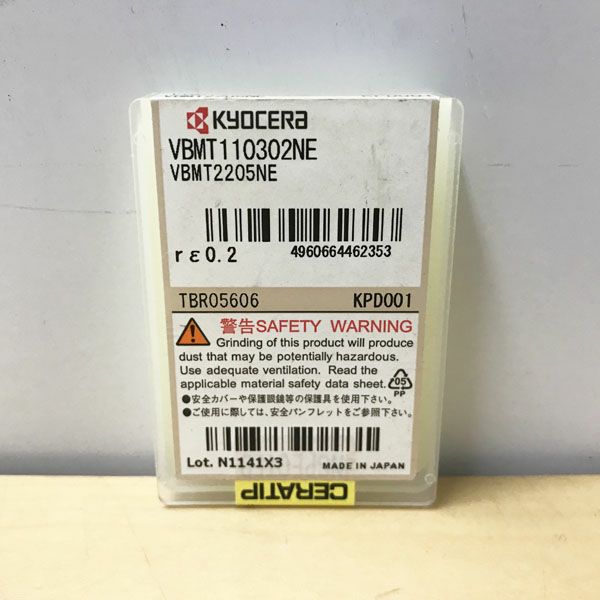 KYOCERA
VBMT110302NE
VBMT2205NE
rε0.2
4960664462353
TBR05606 KPD001
警告SAFETY WARNING
Grinding of this product will produce
dust that may be potentially hazardous.
Use adequate ventilation. Read the
applicable material safety data sheet.
05
PP
●安全カバーや保護眼鏡等の保護具を使用下さい。
●ご使用に際しては、安全パンフレットをご参照下さい。
Lot. N1141X3 MADE IN JAPAN
CERATIP